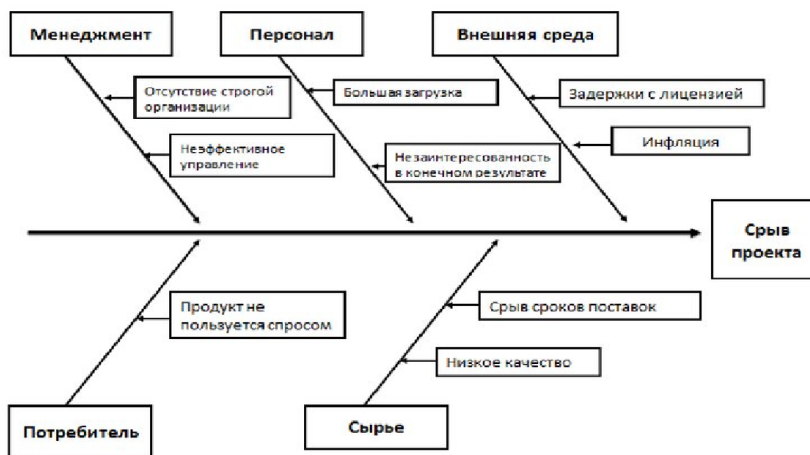 Менеджмент
Персонал
Внешняя среда
Отсутствие строгой
организации
Большая загрузка
Задержки с лицензией
Неэффективное
управление
Незаинтересованность
в конечном результате
Инфляция
Срыв
проекта
Продукт не
пользуется спросом
Срыв сроков поставок
Низкое качество
Потребитель
Сырье